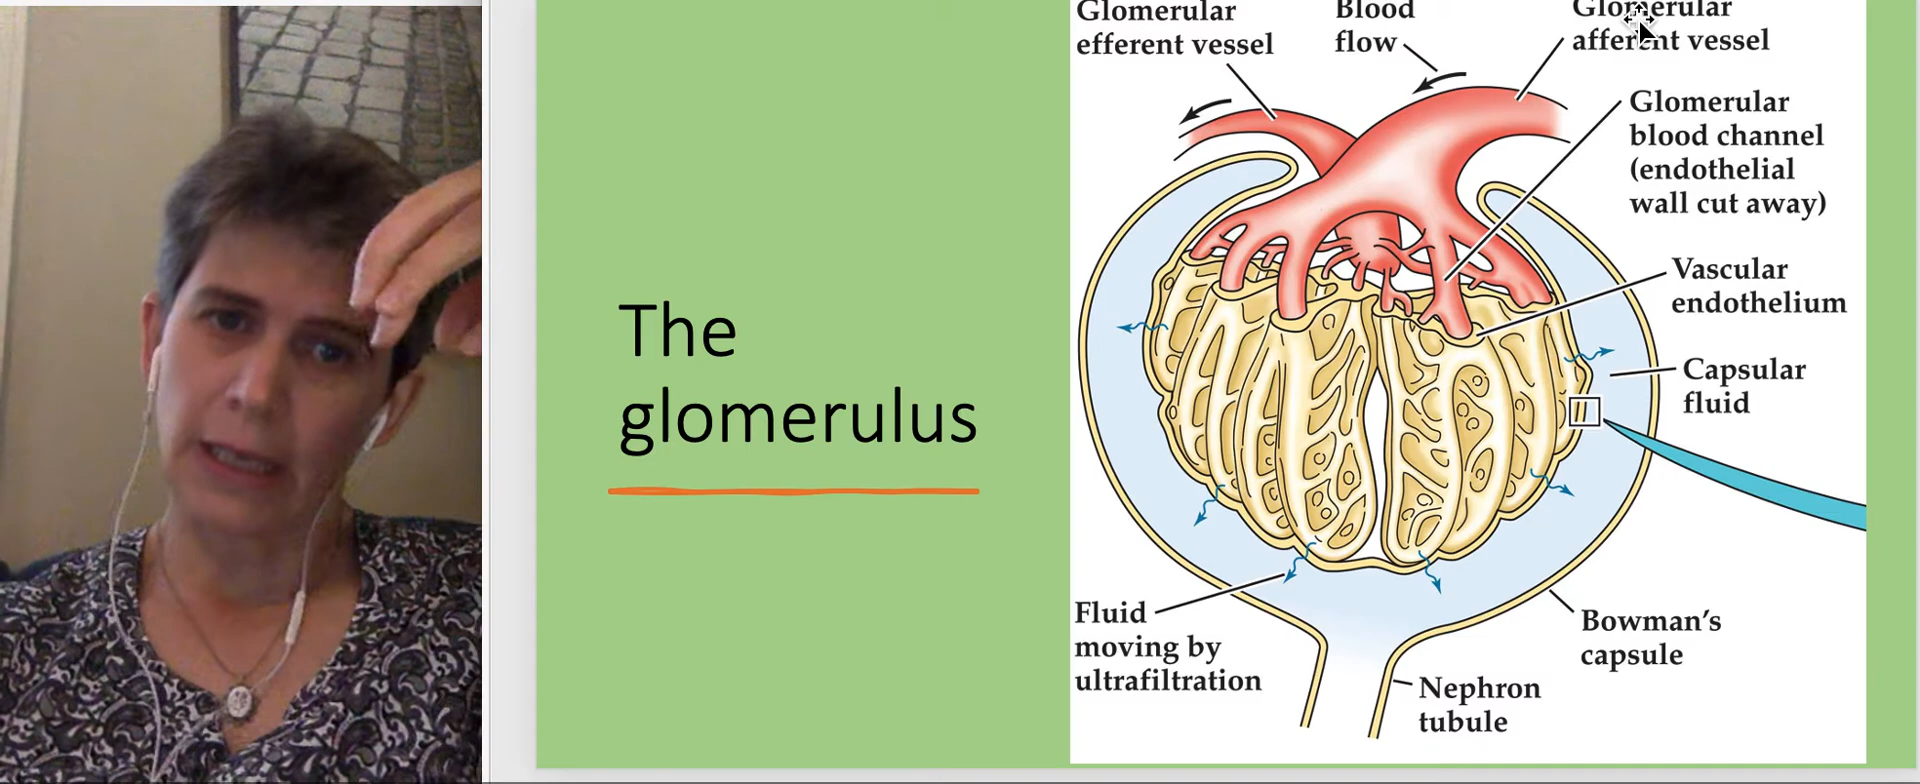 The
glomerulus
Glomerular
efferent vessel
Blood
flow
Glomerular
afferent vessel
Glomerular
blood channel
(endothelial
wall cut away)
Vascular
endothelium
Capsular
fluid
Fluid
moving by
ultrafiltration
Bowman’s
capsule
Nephron
tubule